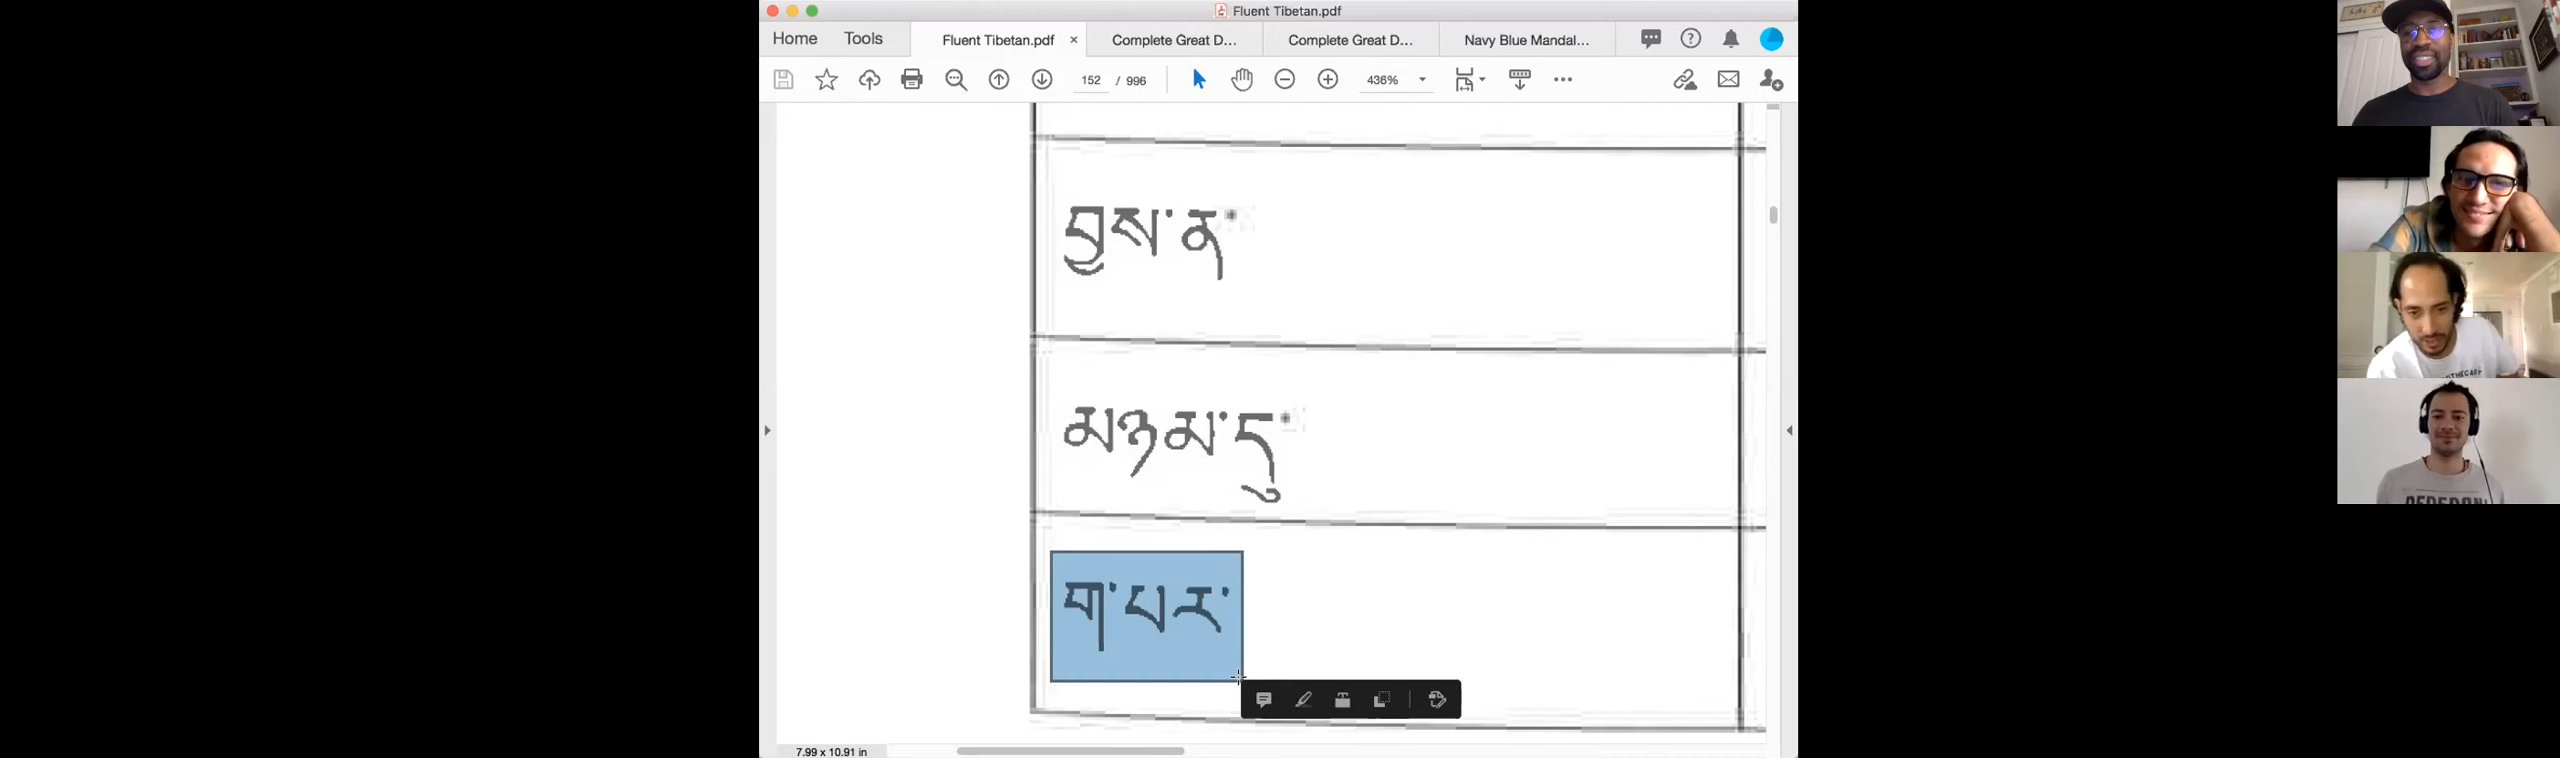 Fluent Tibetan.pdf
Home Tools Fluent Tibetan.pdf × Complete Great D... Complete Great D... Navy Blue Mandal...
152 / 996 436%
བྱས་ན་
མཉམ་དུ་
ག་པར་
7.99 x 10.91 in